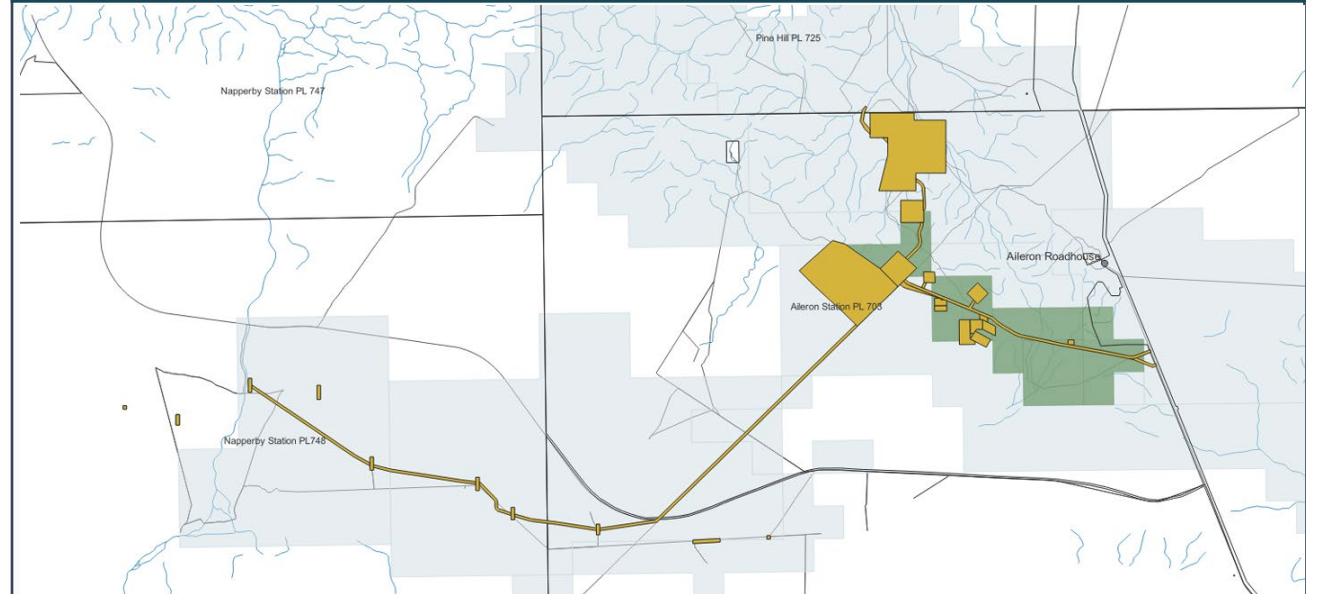 Pine Hill PL 725
Napperby Station PL 747
Aileron Roadhouse
Aileron Station PL 703
Napperby Station PL748